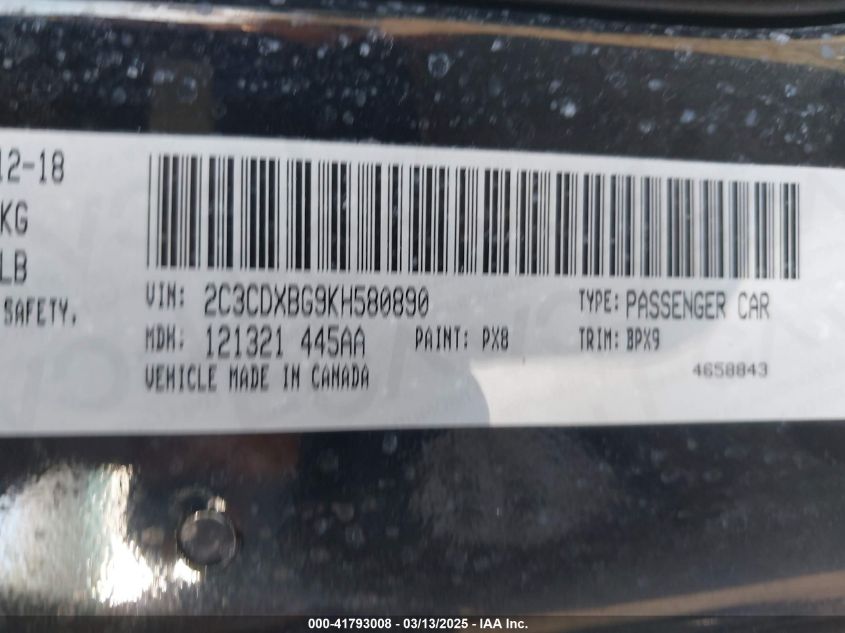 12-18
KG
LB
SAFETY.
VIN: 2C3CDXBG9KH580890
TYPE: PASSENGER CAR
MDH: 121321 445AA
PAINT: PX8
TRIM: BPX9
VEHICLE MADE IN CANADA
4658843
000-41793008 - 03/13/2025 - IAA Inc.